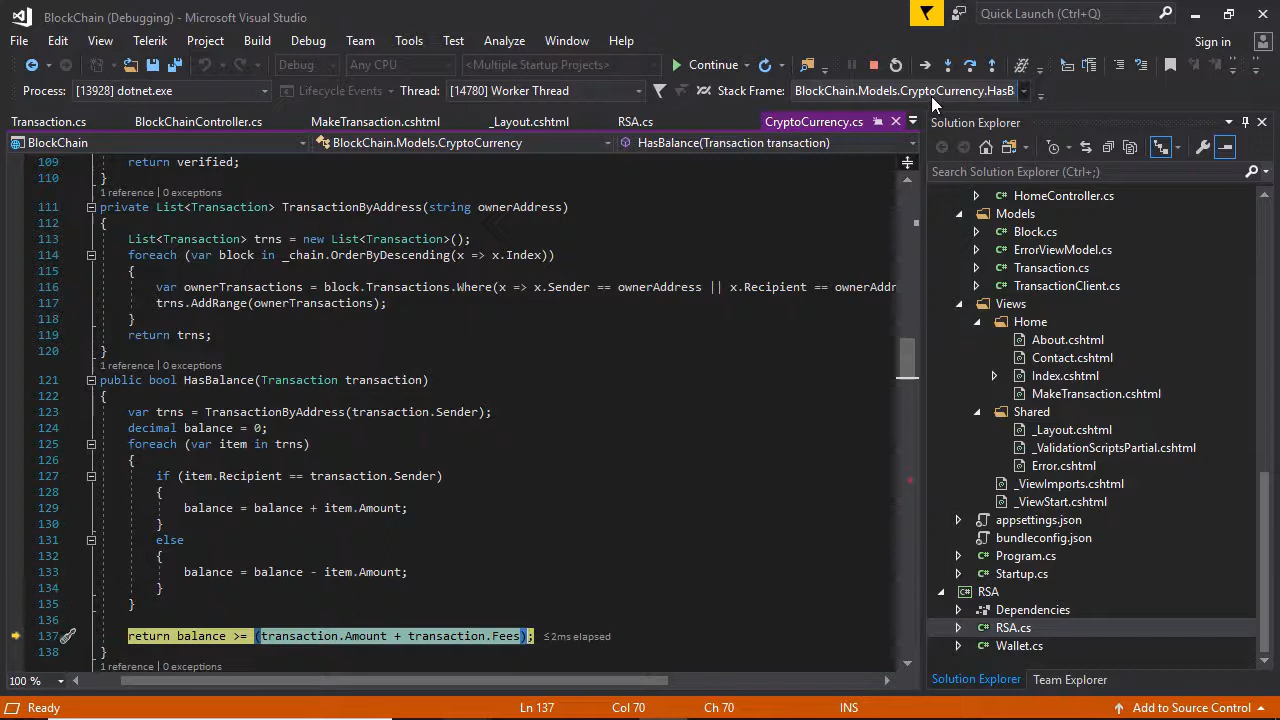 BlockChain (Debugging) - Microsoft Visual Studio
Quick Launch (Ctrl+Q)
File Edit View Telerik Project Build Debug Team Tools Test Analyze Window Help
Sign in
Debug Any CPU <Multiple Startup Projects> Continue
Process: [13928] dotnet.exe Lifecycle Events Thread: [14780] Worker Thread Stack Frame: BlockChain.Models.CryptoCurrency.HasB
Transaction.cs BlockChainController.cs MakeTransaction.cshtml _Layout.cshtml RSA.cs CryptoCurrency.cs
BlockChain BlockChain.Models.CryptoCurrency HasBalance(Transaction transaction)
109 return verified;
110 }
1 reference | 0 exceptions
111 private List<Transaction> TransactionByAddress(string ownerAddress)
112 {
113 List<Transaction> trns = new List<Transaction>();
114 foreach (var block in _chain.OrderByDescending(x => x.Index))
115 {
116 var ownerTransactions = block.Transactions.Where(x => x.Sender == ownerAddress || x.Recipient == ownerAddr
117 trns.AddRange(ownerTransactions);
118 }
119 return trns;
120 }
1 reference | 0 exceptions
121 public bool HasBalance(Transaction transaction)
122 {
123 var trns = TransactionByAddress(transaction.Sender);
124 decimal balance = 0;
125 foreach (var item in trns)
126 {
127 if (item.Recipient == transaction.Sender)
128 {
129 balance = balance + item.Amount;
130 }
131 else
132 {
133 balance = balance - item.Amount;
134 }
135 }
136
137 return balance >= (transaction.Amount + transaction.Fees); ≤2ms elapsed
138 }
1 reference | 0 exceptions
100 %
Solution Explorer
Search Solution Explorer (Ctrl+;)
C# HomeController.cs
Models
C# Block.cs
C# ErrorViewModel.cs
C# Transaction.cs
C# TransactionClient.cs
Views
Home
About.cshtml
Contact.cshtml
Index.cshtml
MakeTransaction.cshtml
Shared
_Layout.cshtml
_ValidationScriptsPartial.cshtml
Error.cshtml
_ViewImports.cshtml
_ViewStart.cshtml
appsettings.json
bundleconfig.json
C# Program.cs
C# Startup.cs
C# RSA
Dependencies
C# RSA.cs
C# Wallet.cs
Solution Explorer Team Explorer
Ready Ln 137 Col 70 Ch 70 INS Add to Source Control